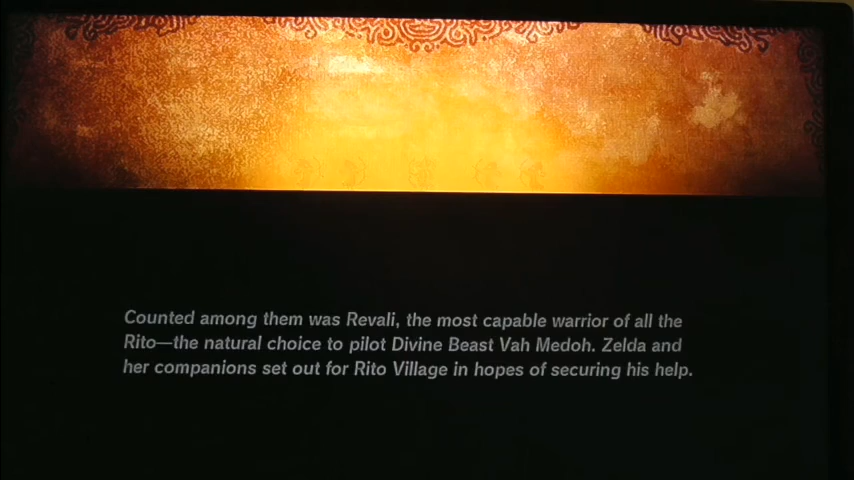 Counted among them was Revali, the most capable warrior of all the
Rito—the natural choice to pilot Divine Beast Vah Medoh. Zelda and
her companions set out for Rito Village in hopes of securing his help.